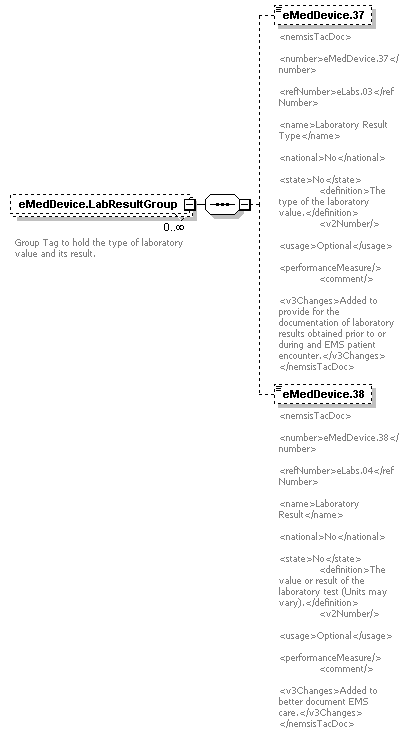 eMedDevice.LabResultGroup
0..∞
Group Tag to hold the type of laboratory
value and its result.
eMedDevice.37
<nemsisTacDoc>
<number>eMedDevice.37</
number>
<refNumber>eLabs.03</ref
Number>
<name>Laboratory Result
Type</name>
<national>No</national>
<state>No</state>
<definition>The
type of the laboratory
value.</definition>
<v2Number/>
<usage>Optional</usage>
<performanceMeasure/>
<comment/>
<v3Changes>Added to
provide for the
documentation of laboratory
results obtained prior to or
during and EMS patient
encounter.</v3Changes>
</nemsisTacDoc>
eMedDevice.38
<nemsisTacDoc>
<number>eMedDevice.38</
number>
<refNumber>eLabs.04</ref
Number>
<name>Laboratory
Result</name>
<national>No</national>
<state>No</state>
<definition>The
value or result of the
laboratory test (Units may
vary).</definition>
<v2Number/>
<usage>Optional</usage>
<performanceMeasure/>
<comment/>
<v3Changes>Added to
better document EMS
care.</v3Changes>
</nemsisTacDoc>